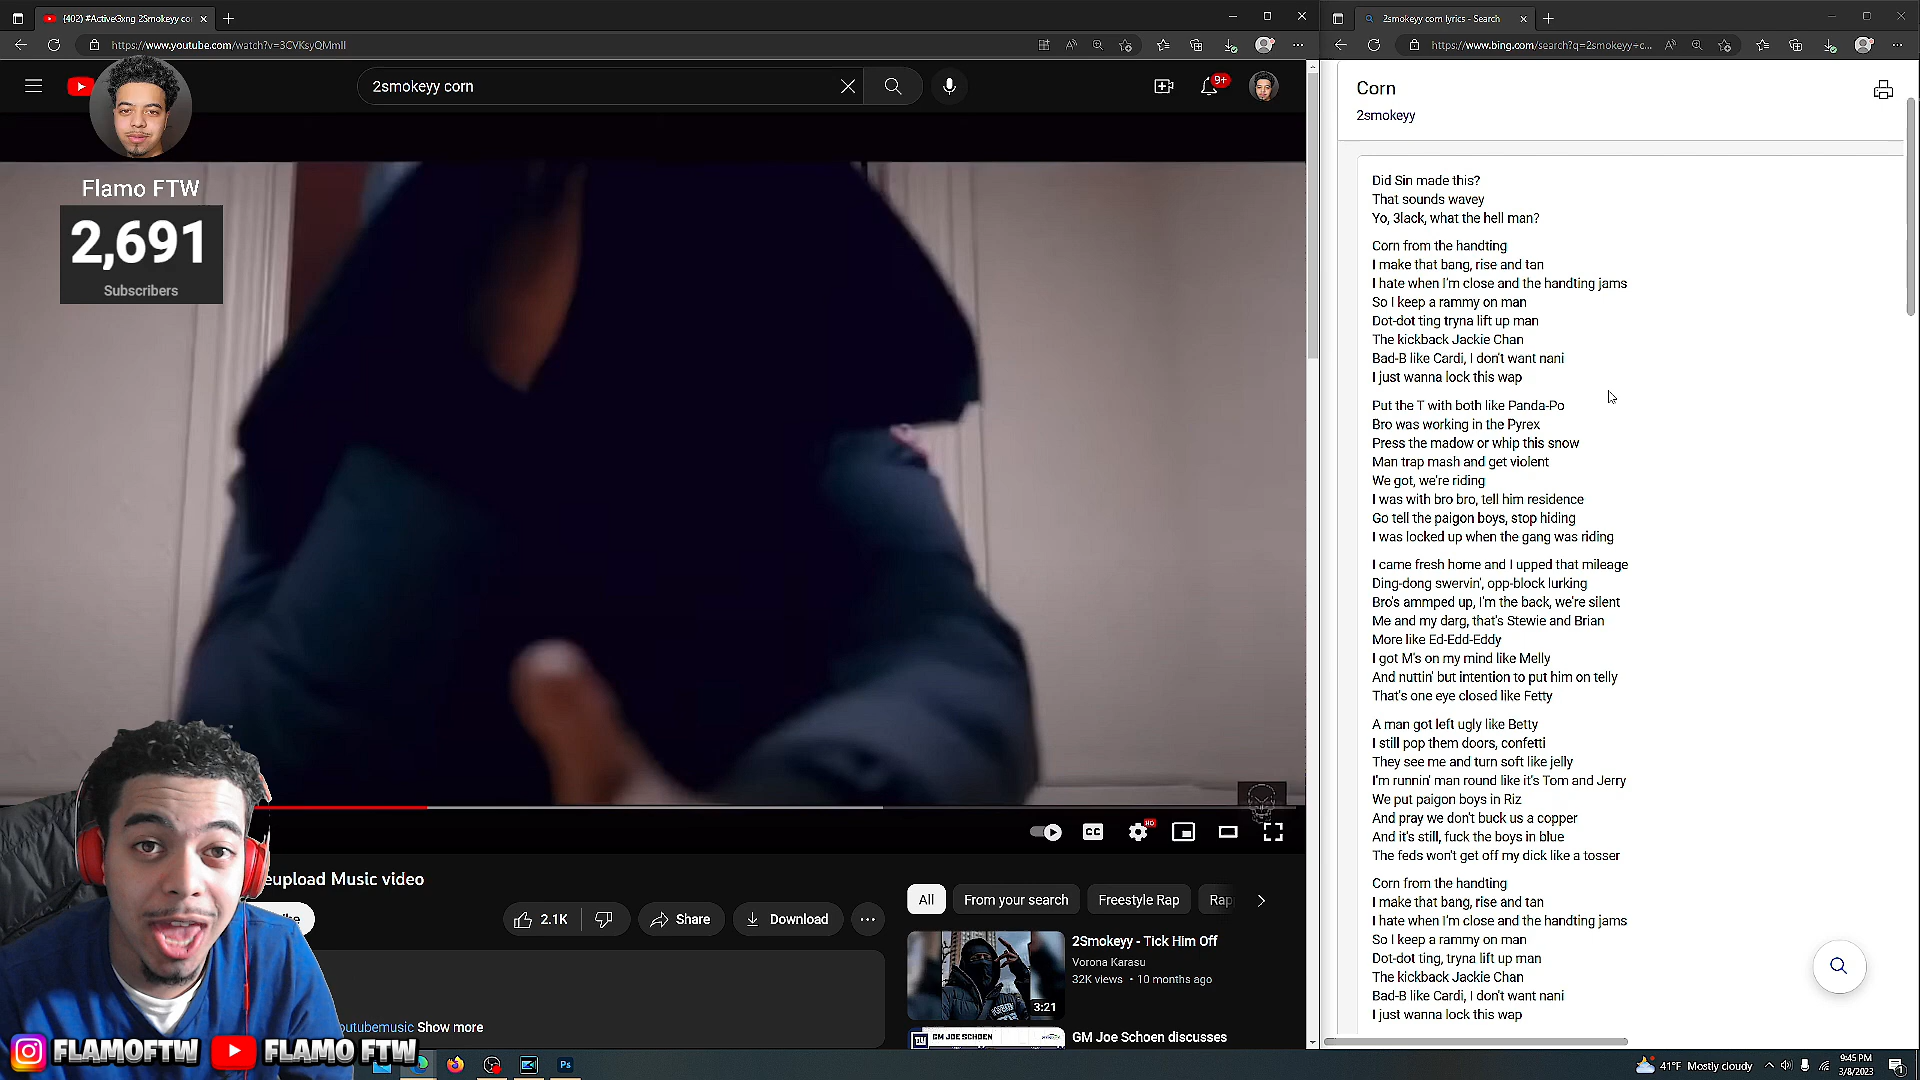 (402) #ActiveGxng 2Smokeyy co
https://www.youtube.com/watch?v=3CVKsyQMmlI
2smokeyy corn
9+
Flamo FTW
2,691
Subscribers
eupload Music video
2.1K
Share
Download
outubemusic Show more
All
From your search
Freestyle Rap
Rap
2Smokeyy - Tick Him Off
Vorona Karasu
32K views • 10 months ago
3:21
GM JOE SCHOEN
GM Joe Schoen discusses
CC
HD
FLAMOFTW
FLAMO FTW
Ps
2smokeyy corn lyrics - Search
https://www.bing.com/search?q=2smokeyy+c...
Corn
2smokeyy
Did Sin made this?
That sounds wavey
Yo, 3lack, what the hell man?
Corn from the handting
I make that bang, rise and tan
I hate when I'm close and the handting jams
So I keep a rammy on man
Dot-dot ting tryna lift up man
The kickback Jackie Chan
Bad-B like Cardi, I don't want nani
I just wanna lock this wap
Put the T with both like Panda-Po
Bro was working in the Pyrex
Press the madow or whip this snow
Man trap mash and get violent
We got, we're riding
I was with bro bro, tell him residence
Go tell the paigon boys, stop hiding
I was locked up when the gang was riding
I came fresh home and I upped that mileage
Ding-dong swervin', opp-block lurking
Bro's ammped up, I'm the back, we're silent
Me and my darg, that's Stewie and Brian
More like Ed-Edd-Eddy
I got M's on my mind like Melly
And nuttin' but intention to put him on telly
That's one eye closed like Fetty
A man got left ugly like Betty
I still pop them doors, confetti
They see me and turn soft like jelly
I'm runnin' man round like it's Tom and Jerry
We put paigon boys in Riz
And pray we don't buck us a copper
And it's still, fuck the boys in blue
The feds won't get off my dick like a tosser
Corn from the handting
I make that bang, rise and tan
I hate when I'm close and the handting jams
So I keep a rammy on man
Dot-dot ting, tryna lift up man
The kickback Jackie Chan
Bad-B like Cardi, I don't want nani
I just wanna lock this wap
41°F Mostly cloudy
9:45 PM
3/8/2023